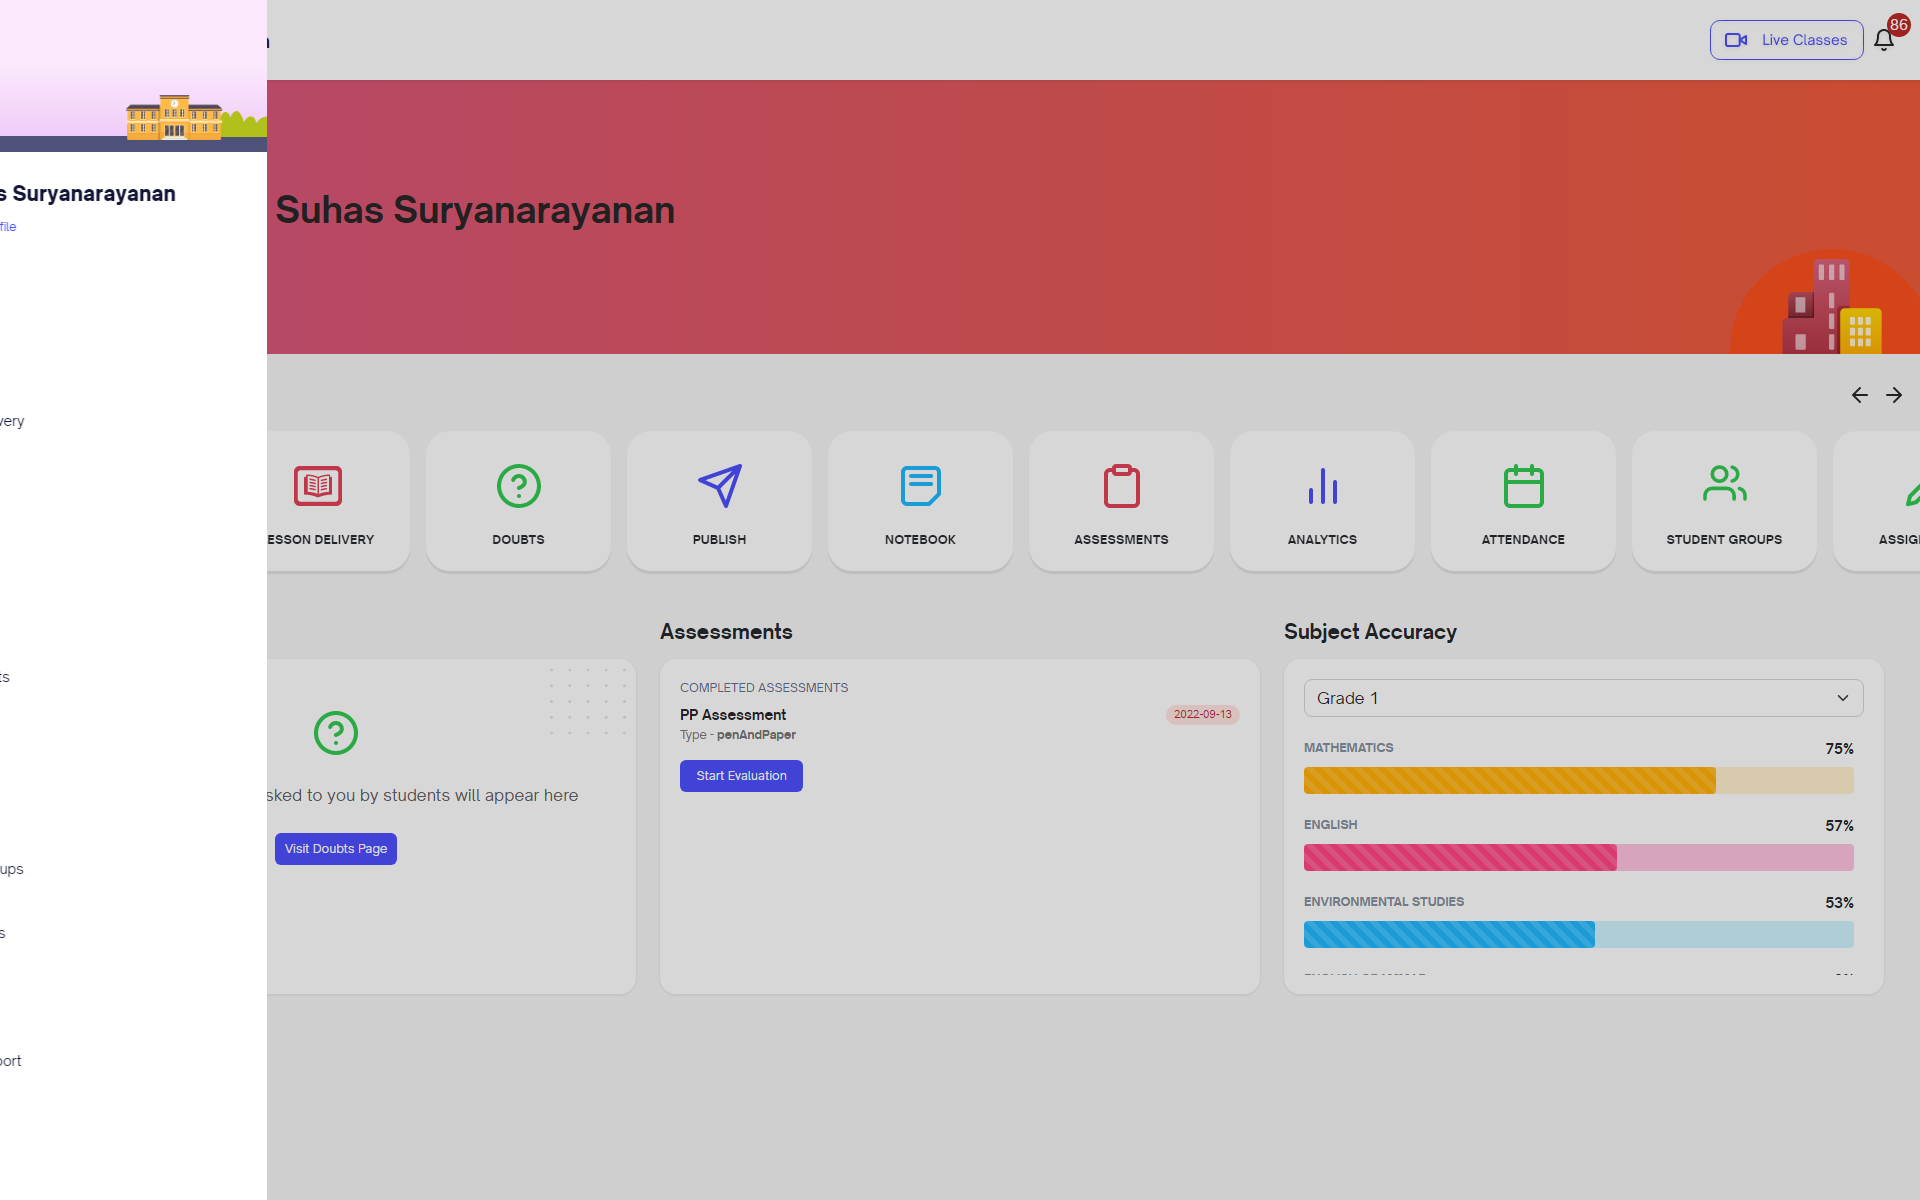 Live Classes
86
s Suryanarayanan
file
Suhas Suryanarayanan
very
ts
ups
s
port
ESSON DELIVERY
DOUBTS
PUBLISH
NOTEBOOK
ASSESSMENTS
ANALYTICS
ATTENDANCE
STUDENT GROUPS
ASSIG
sked to you by students will appear here
Visit Doubts Page
Assessments
COMPLETED ASSESSMENTS
PP Assessment
2022-09-13
Type - penAndPaper
Start Evaluation
Subject Accuracy
Grade 1
MATHEMATICS 75%
ENGLISH 57%
ENVIRONMENTAL STUDIES 53%